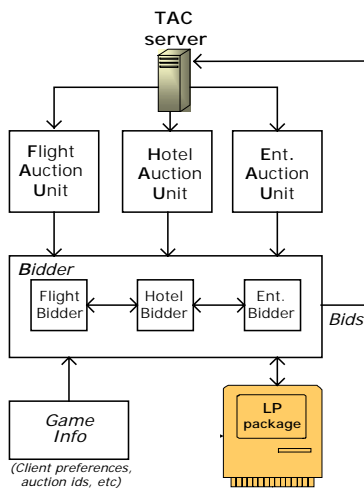 TAC
server
Flight
Auction
Unit
Hotel
Auction
Unit
Ent.
Auction
Unit
Bidder
Flight
Bidder
Hotel
Bidder
Ent.
Bidder
Bids
Game
Info
(Client preferences,
auction ids, etc)
LP
package